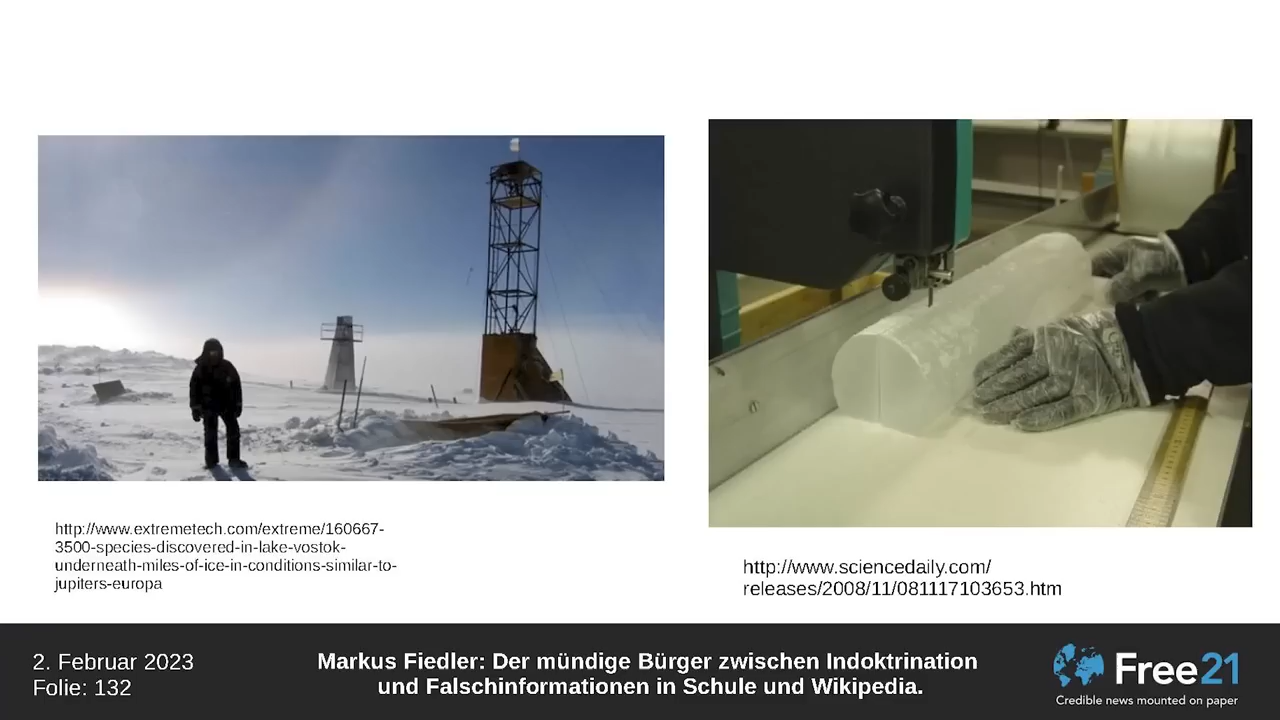 http://www.extremetech.com/extreme/160667-
3500-species-discovered-in-lake-vostok-
underneath-miles-of-ice-in-conditions-similar-to-
jupiters-europa
http://www.sciencedaily.com/
releases/2008/11/081117103653.htm
2. Februar 2023
Folie: 132
Markus Fiedler: Der mündige Bürger zwischen Indoktrination
und Falschinformationen in Schule und Wikipedia.
Free21
Credible news mounted on paper